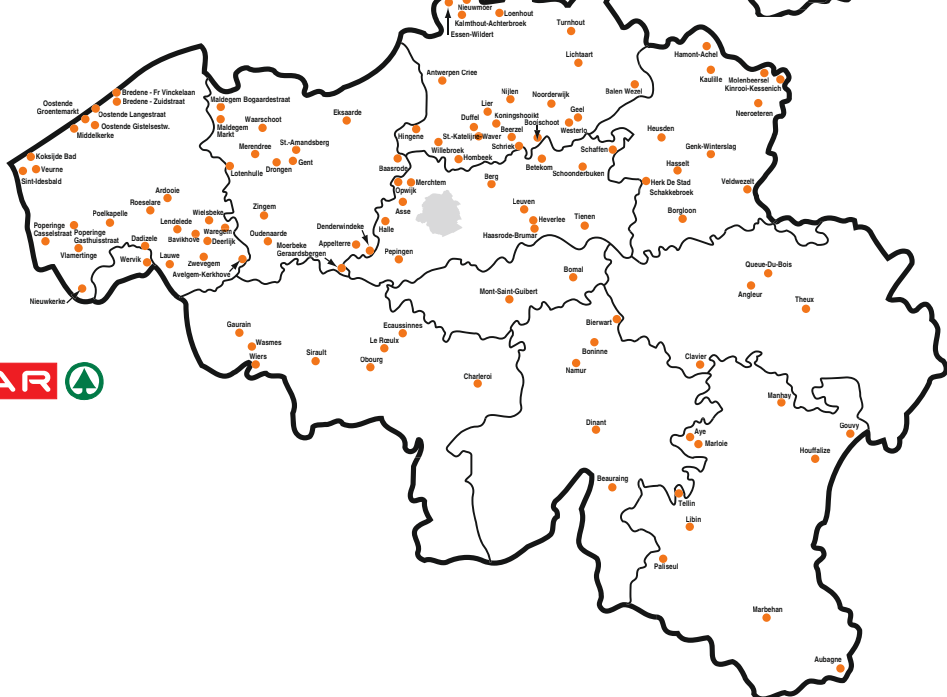 Nieuwmoer
Loenhout
Kalmthout-Achterbroek
Essen-Wildert
Turnhout
Lichtaart
Hamont-Achel
Kaulille
Molenbeersel
Kinrooi-Kessenich
Neeroeteren
Antwerpen Criee
Nijlen
Noorderwijk
Balen Wezel
Lier
Koningshooikt
Geel
Duffel
Booischoot
Westerlo
Beerzel
Heusden
Hingene
St.-Katelijne-Waver
Schriek
Schaffen
Genk-Winterslag
Willebroek
Hombeek
Betekom
Schoonderbuken
Hasselt
Baasrode
Merchtem
Berg
Herk De Stad
Schakkebroek
Veldwezelt
Opwijk
Asse
Leuven
Heverlee
Tienen
Borgloon
Haasrode-Brumar
Halle
Pepingen
Bredene - Fr Vinckelaan
Bredene - Zuidstraat
Oostende
Groentemarkt
Oostende Langestraat
Oostende Gistelsestw.
Middelkerke
Maldegem Bogaardestraat
Maldegem
Markt
Waarschoot
Eksaarde
Merendree
St.-Amandsberg
Gent
Drongen
Lotenhulle
Koksijde Bad
Veurne
Sint-Idesbald
Ardooie
Roeselare
Zingem
Poelkapelle
Lendelede
Wielsbeke
Waregem
Bavikhove
Deerlijk
Oudenaarde
Denderwindeke
Appelterre
Moerbeke
Geraardsbergen
Poperinge
Casselstraat
Poperinge
Gasthuisstraat
Vlamertinge
Dadizele
Wervik
Lauwe
Zwevegem
Avelgem-Kerkhove
Nieuwkerke
Bomal
Mont-Saint-Guibert
Queue-Du-Bois
Angleur
Theux
Gaurain
Wasmes
Wiers
Sirault
Ecaussinnes
Le Rœulx
Obourg
Charleroi
Bierwart
Boninne
Namur
Clavier
Manhay
Gouvy
Houffalize
AR
Dinant
Aye
Marloie
Beauraing
Tellin
Libin
Paliseul
Marbehan
Aubagne